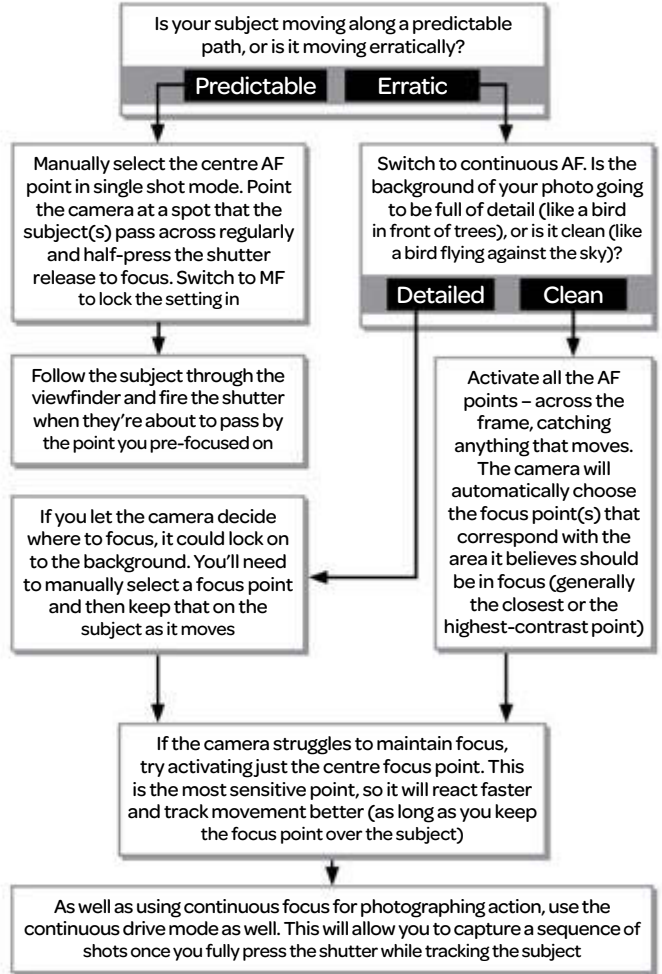 Is your subject moving along a predictable
path, or is it moving erratically?
Predictable
Erratic
Manually select the centre AF
point in single shot mode. Point
the camera at a spot that the
subject(s) pass across regularly
and half-press the shutter
release to focus. Switch to MF
to lock the setting in
Switch to continuous AF. Is the
background of your photo going
to be full of detail (like a bird
in front of trees), or is it clean (like
a bird flying against the sky)?
Detailed
Clean
Follow the subject through the
viewfinder and fire the shutter
when they're about to pass by
the point you pre-focused on
Activate all the AF
points – across the
frame, catching
anything that moves.
The camera will
automatically choose
the focus point(s) that
correspond with the
area it believes should
be in focus (generally
the closest or the
highest-contrast point)
If you let the camera decide
where to focus, it could lock on
to the background. You'll need
to manually select a focus point
and then keep that on the
subject as it moves
If the camera struggles to maintain focus,
try activating just the centre focus point. This
is the most sensitive point, so it will react faster
and track movement better (as long as you keep
the focus point over the subject)
As well as using continuous focus for photographing action, use the
continuous drive mode as well. This will allow you to capture a sequence of
shots once you fully press the shutter while tracking the subject